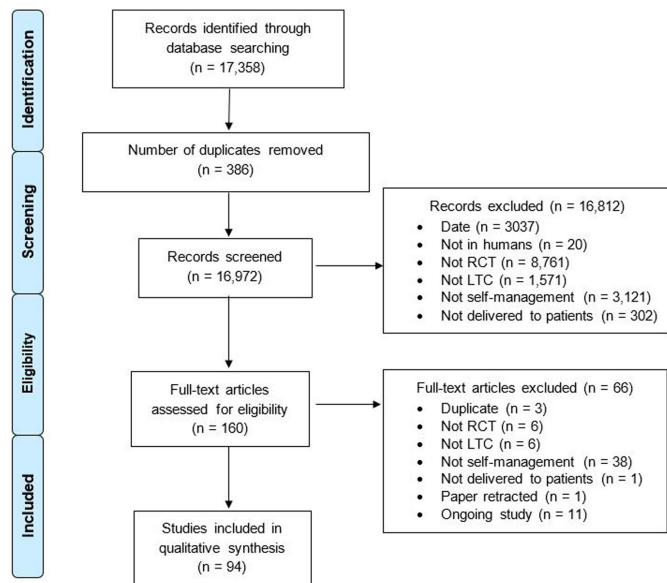 Identification
Records identified through
database searching
(n = 17,358)
Number of duplicates removed
(n = 386)
Screening
Records screened
(n = 16,972)
Records excluded (n = 16,812)
• Date (n = 3037)
• Not in humans (n = 20)
• Not RCT (n = 8,761)
• Not LTC (n = 1,571)
• Not self-management (n = 3,121)
• Not delivered to patients (n = 302)
Eligibility
Full-text articles
assessed for eligibility
(n = 160)
Full-text articles excluded (n = 66)
• Duplicate (n = 3)
• Not RCT (n = 6)
• Not LTC (n = 6)
• Not self-management (n = 38)
• Not delivered to patients (n = 1)
• Paper retracted (n = 1)
• Ongoing study (n = 11)
Included
Studies included in
qualitative synthesis
(n = 94)